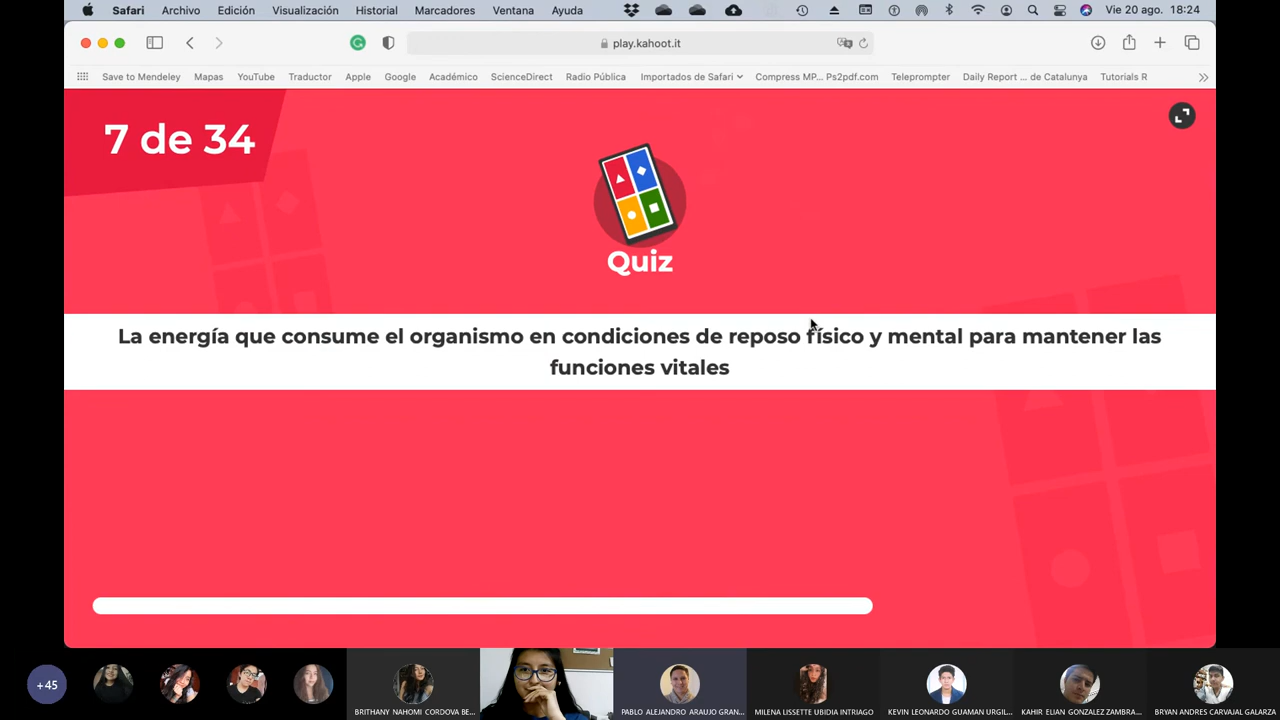 Safari Archivo Edición Visualización Historial Marcadores Ventana Ayuda Vie 20 ago. 18:24
play.kahoot.it
Save to Mendeley Mapas YouTube Traductor Apple Google Académico ScienceDirect Radio Pública Importados de Safari Compress MP... Ps2pdf.com Teleprompter Daily Report ... de Catalunya Tutorials R
7 de 34
Quiz
La energía que consume el organismo en condiciones de reposo físico y mental para mantener las
funciones vitales
+45
BRITHANY NAHOMI CORDOVA BE... PABLO ALEJANDRO ARAUJO GRAN... MILENA LISSETTE UBIDIA INTRIAGO KEVIN LEONARDO GUAMAN URGIL... KAHIR ELIAN GONZALEZ ZAMBRA... BRYAN ANDRES CARVAJAL GALARZA